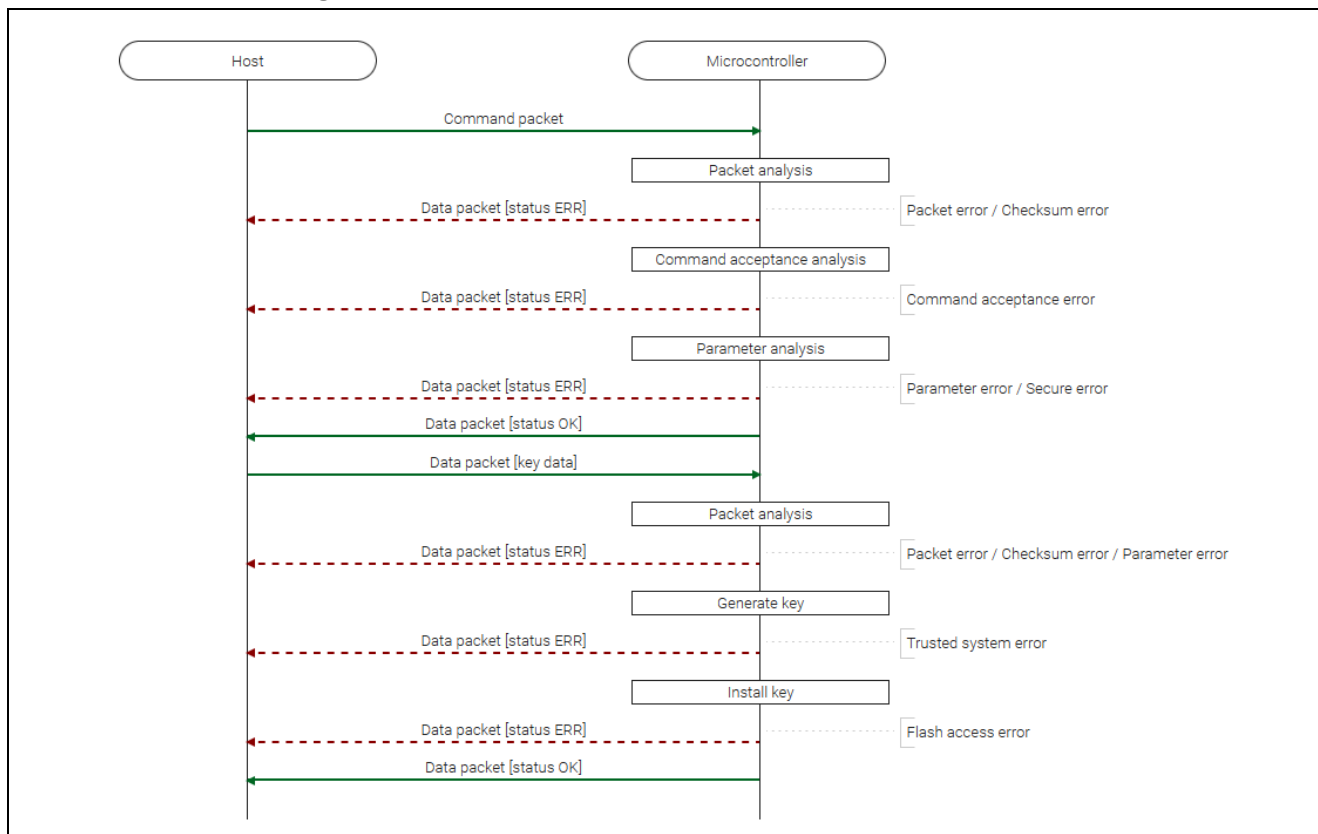 Host
Microcontroller
Command packet
Packet analysis
Data packet [status ERR]
Packet error / Checksum error
Command acceptance analysis
Data packet [status ERR]
Command acceptance error
Parameter analysis
Data packet [status ERR]
Parameter error / Secure error
Data packet [status OK]
Data packet [key data]
Packet analysis
Data packet [status ERR]
Packet error / Checksum error / Parameter error
Generate key
Data packet [status ERR]
Trusted system error
Install key
Data packet [status ERR]
Flash access error
Data packet [status OK]